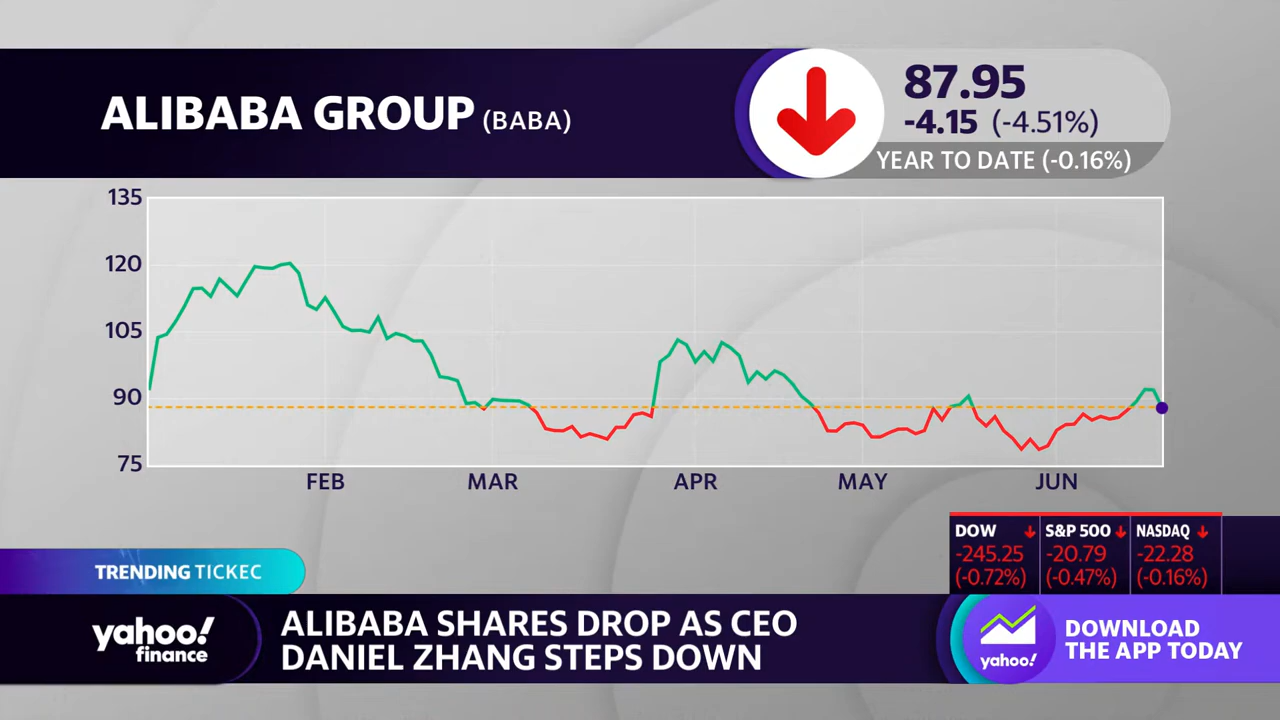 ALIBABA GROUP (BABA)
87.95
-4.15 (-4.51%)
YEAR TO DATE (-0.16%)
135
120
105
90
75
FEB MAR APR MAY JUN
DOW S&P 500 NASDAQ
-245.25 -20.79 -22.28
(-0.72%) (-0.47%) (-0.16%)
TRENDING TICKEC
yahoo!
finance
ALIBABA SHARES DROP AS CEO
DANIEL ZHANG STEPS DOWN
yahoo!
DOWNLOAD
THE APP TODAY